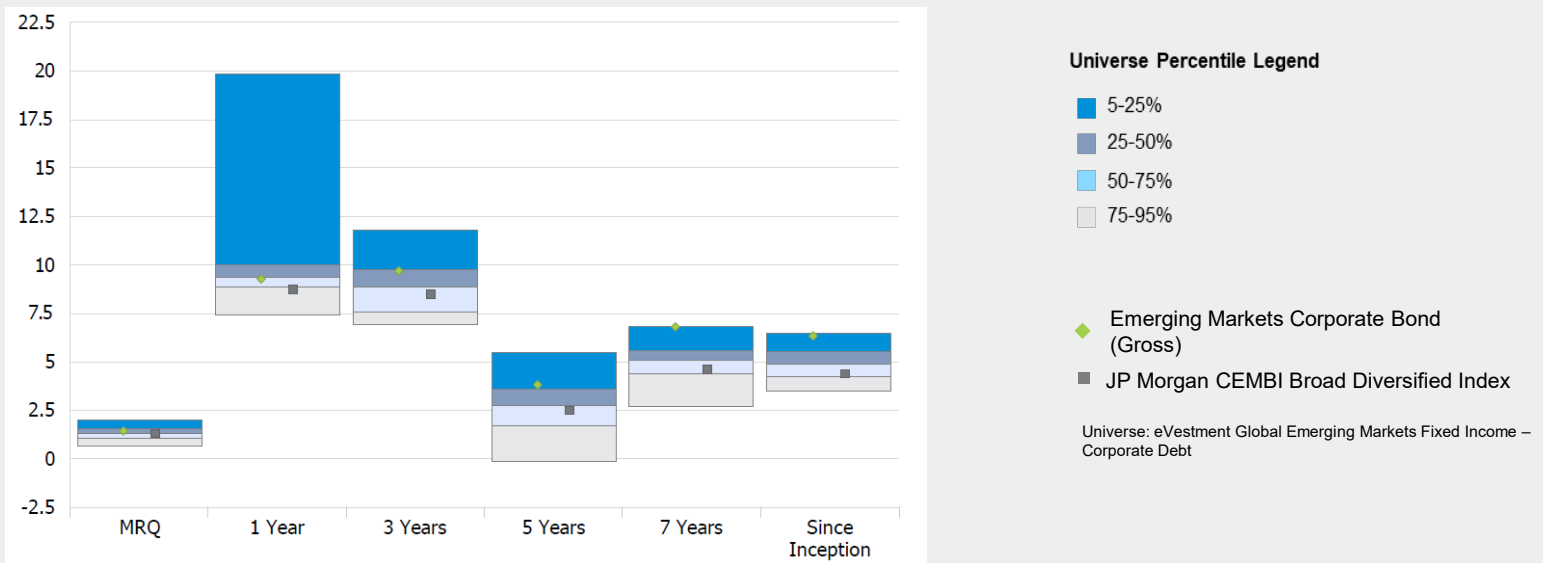 22.5
20
17.5
15
12.5
10
7.5
5
2.5
0
-2.5
MRQ
1 Year
3 Years
5 Years
7 Years
Since
Inception
Universe Percentile Legend
5-25%
25-50%
50-75%
75-95%
Emerging Markets Corporate Bond
(Gross)
JP Morgan CEMBI Broad Diversified Index
Universe: eVestment Global Emerging Markets Fixed Income –
Corporate Debt